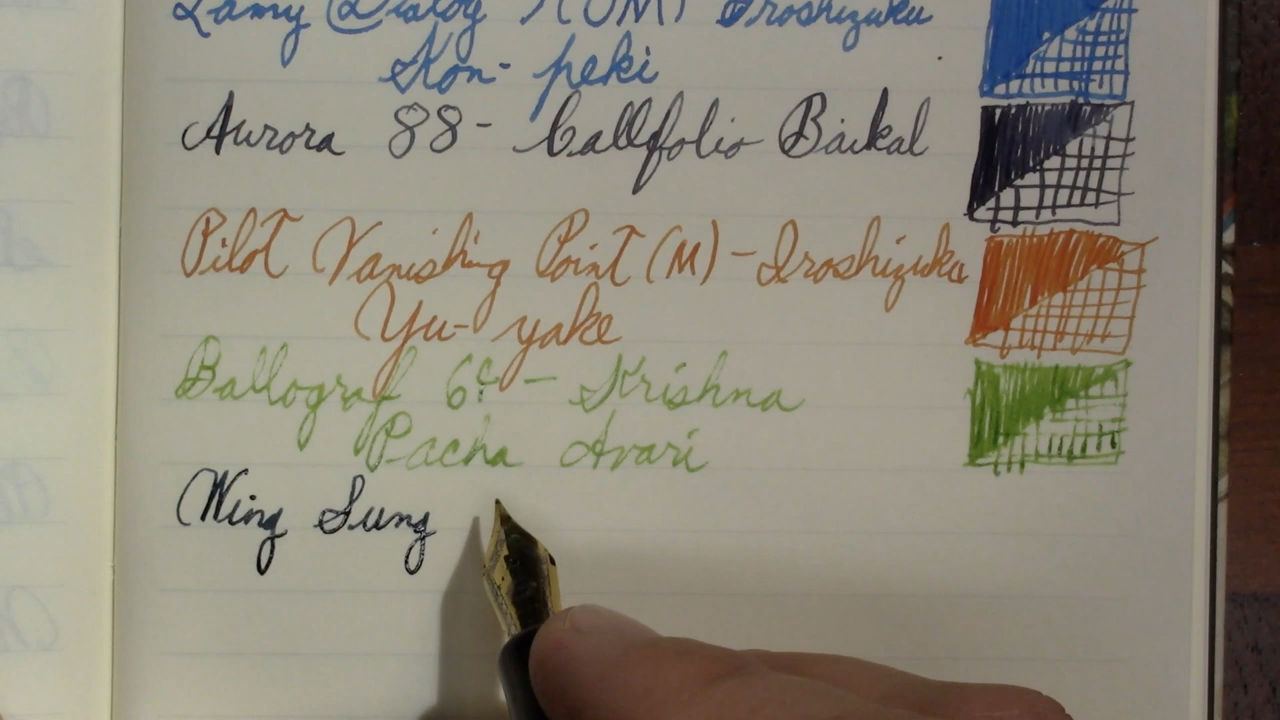 Lamy Dialog
Iroshizuku
Kon-peki
Aurora 88 - Callifolio Baikal
Pilot Vanishing Point (M) - Iroshizuku
Yu-yake
Ballograf - Krishna
Pacha Avari
Wing Sung